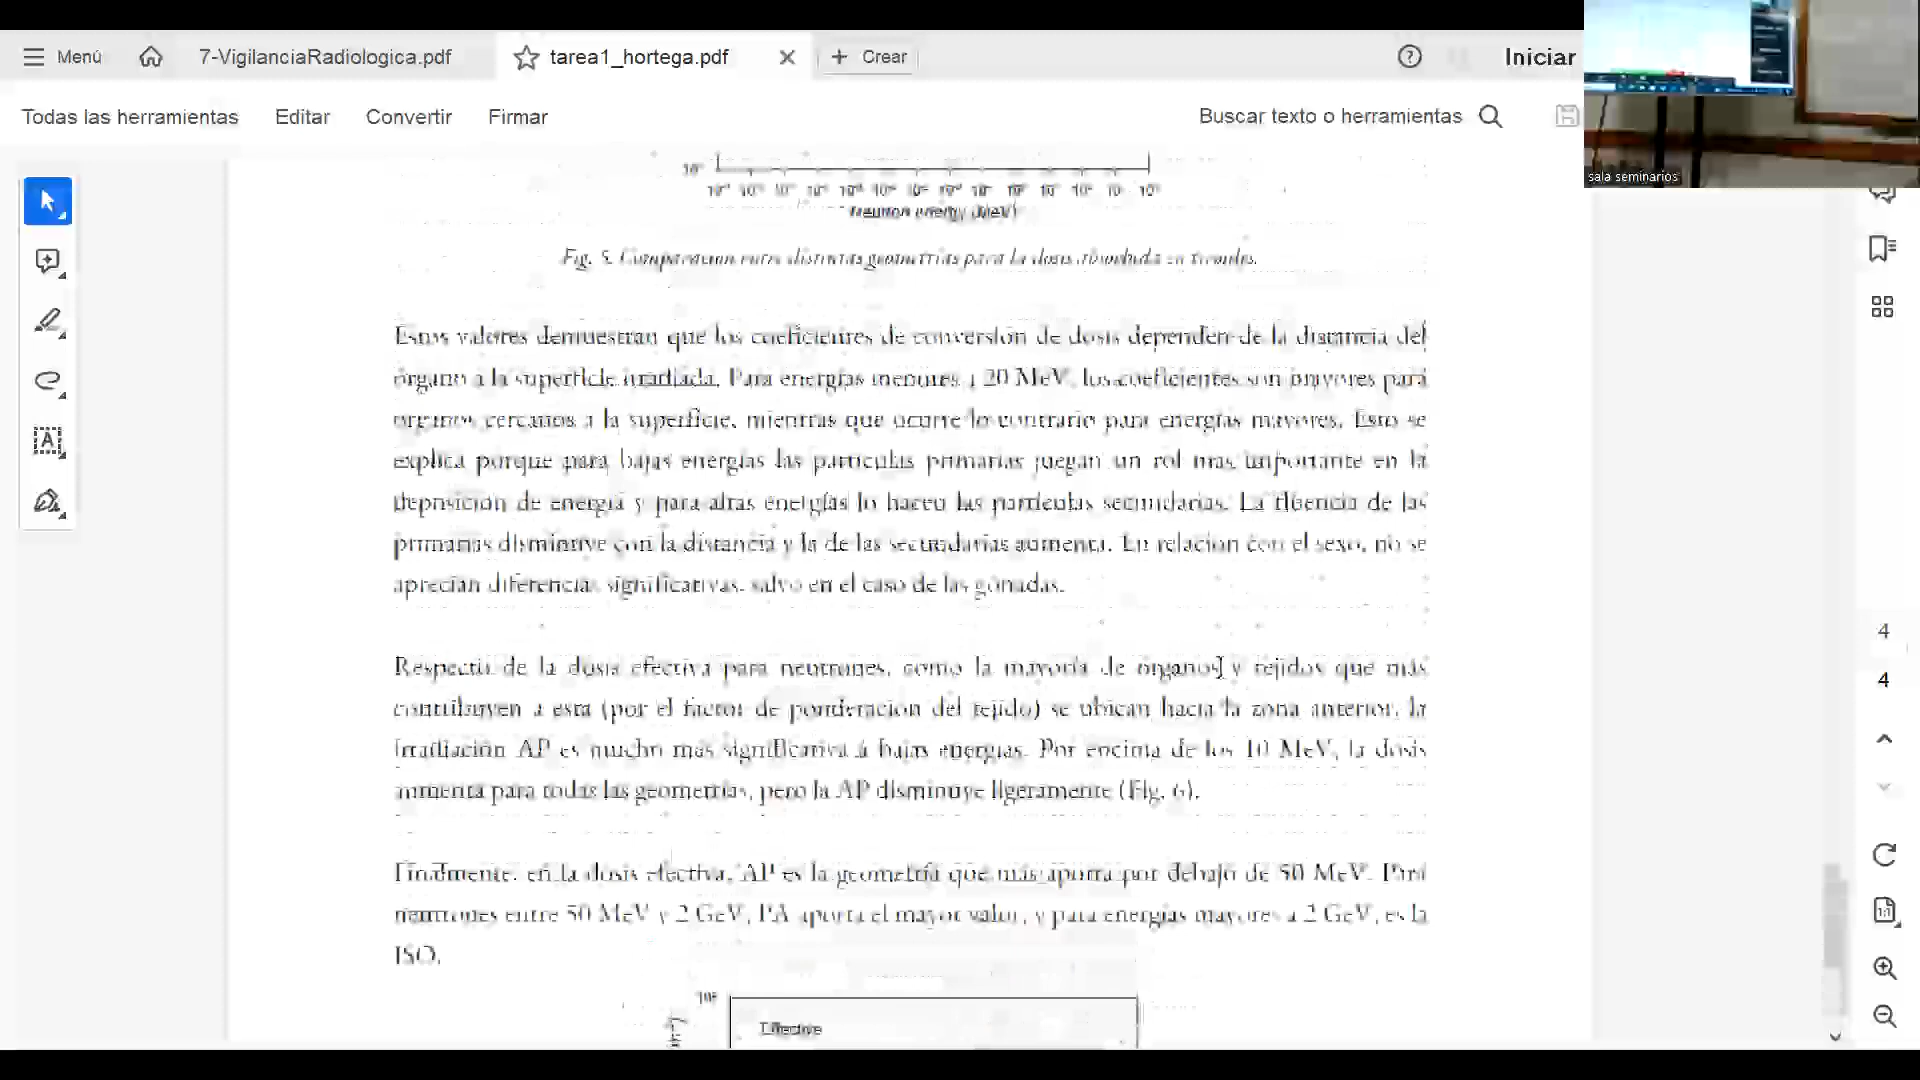 Menú
7-VigilanciaRadiologica.pdf
tarea1_hortega.pdf
Crear
Iniciar
Todas las herramientas
Editar
Convertir
Firmar
Buscar texto o herramientas
sala seminarios
Neutron energy (MeV)
Fig. 5. Comparación entre distintas geometrías para la dosis absorbida en
Estos valores demuestran que los coeficientes de conversión de dosis dependen de la distancia del
órgano a la superficie irradiada. Para energías menores a 20 MeV, los coeficientes son mayores para
órganos cercanos a la superficie, mientras que ocurre lo contrario para energías mayores. Esto se
explica porque para bajas energías las partículas primarias juegan un rol más importante en la
deposición de energía y para altas energías lo hacen las partículas secundarias. La fluencia de las
primarias disminuye con la distancia y la de las secundarias aumenta. En relación con el sexo, no se
aprecian diferencias significativas, salvo en el caso de las gónadas.
Respecto de la dosis efectiva para neutrones, como la mayoría de órganos y tejidos que más
contribuyen a esta (por el factor de ponderación del tejido) se ubican hacia la zona anterior, la
irradiación AP es mucho más significativa a bajas energías. Por encima de los 10 MeV, la dosis
aumenta para todas las geometrías, pero la AP disminuye ligeramente (Fig. 6).
Finalmente, en la dosis efectiva, AP es la geometría que más aporta por debajo de 50 MeV. Para
neutrones entre 50 MeV y 2 GeV, PA aporta el mayor valor, y para energías mayores a 2 GeV, es la
ISO.
Effective
4
4